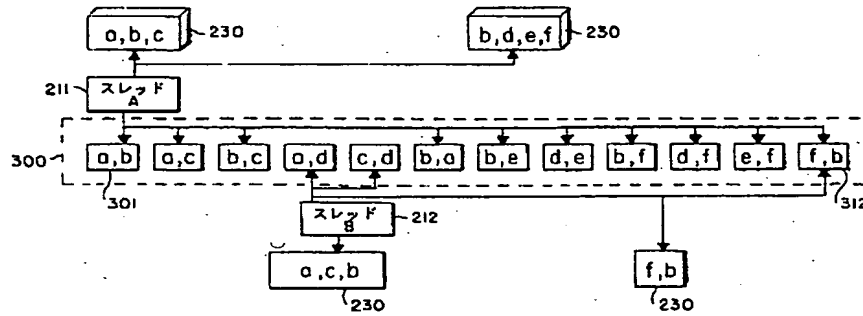 a,b,c
230
b,d,e,f
230
211
スレッド
A
300
a,b
a,c
b,c
a,d
c,d
b,a
b,e
d,e
b,f
d,f
e,f
f,b
301
312
スレッド
B
212
a,c,b
230
f,b
230